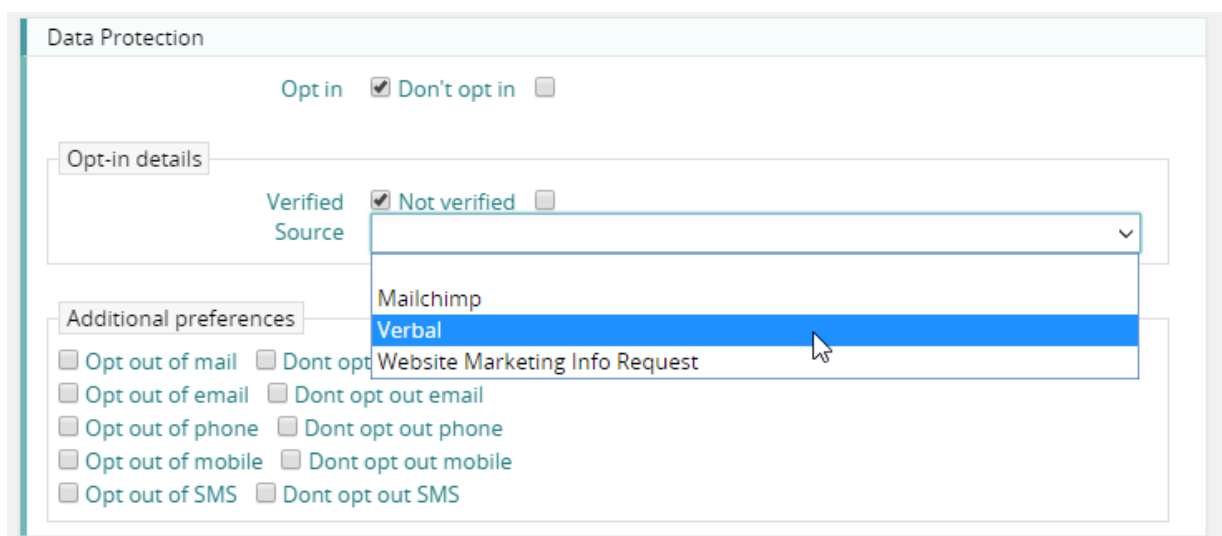 Data Protection
Opt in Don't opt in
Opt-in details
Verified Not verified
Source
Mailchimp
Additional preferences
Verbal
Opt out of mail Dont opt Website Marketing Info Request
Opt out of email Dont opt out email
Opt out of phone Dont opt out phone
Opt out of mobile Dont opt out mobile
Opt out of SMS Dont opt out SMS